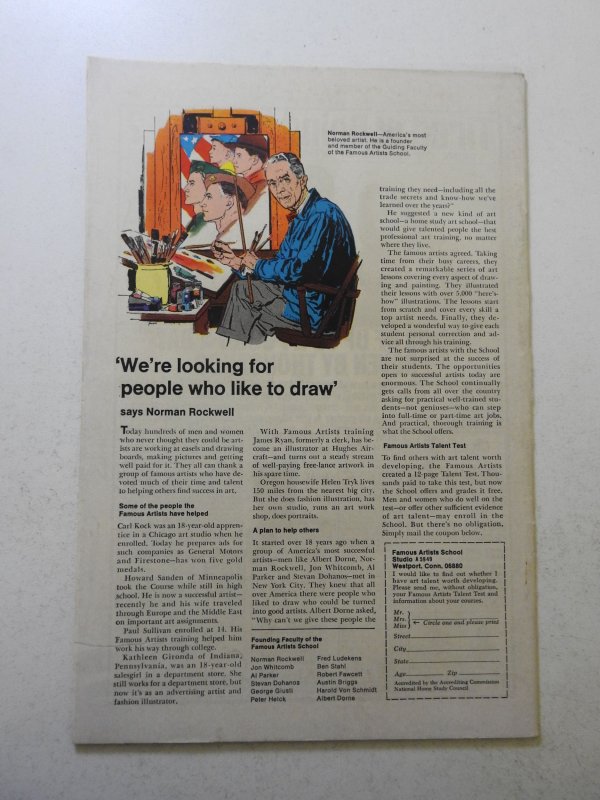 Norman Rockwell—America's most
beloved artist. He is a founder
and member of the Guiding Faculty
of the Famous Artists School.
'We're looking for
people who like to draw'
says Norman Rockwell
Today hundreds of men and women
who never thought they could be art-
ists are working at easels and drawing
boards, making pictures and getting
well paid for it. They all can thank a
group of famous artists who have de-
voted much of their time and talent
to helping others find success in art.
Some of the people the
Famous Artists have helped
Carl Kock was an 18-year-old appren-
tice in a Chicago art studio when he
enrolled. Today he prepares ads for
such companies as General Motors
and Firestone—has won five gold
medals.
Howard Sanden of Minneapolis
took the Course while still in high
school. He is now a successful artist—
recently he and his wife traveled
through Europe and the Middle East
on important art assignments.
Paul Sullivan enrolled at 14. His
Famous Artists training helped him
work his way through college.
Kathleen Gironda of Indiana,
Pennsylvania, was an 18-year-old
salesgirl in a department store. She
still works for a department store, but
now it's as an advertising artist and
fashion illustrator.
With Famous Artists training
James Ryan, formerly a clerk, has be-
come an illustrator at Hughes Air-
craft—and turns out a steady stream
of well-paying free-lance artwork in
his spare time.
Oregon housewife Helen Tryk lives
150 miles from the nearest big city.
But she does fashion illustration, has
her own studio, runs an art work
shop, does portraits.
A plan to help others
It started over 18 years ago when a
group of America's most successful
artists—men like Albert Dorne, Nor-
man Rockwell, Jon Whitcomb, Al
Parker and Stevan Dohanos—met in
New York City. They knew that all
over America there were people who
liked to draw who could be turned
into good artists. Albert Dorne asked,
"Why can't we give these people the
Founding Faculty of the
Famous Artists School
Norman Rockwell
Jon Whitcomb
Al Parker
Stevan Dohanos
George Giusti
Peter Helck
Fred Ludekens
Ben Stahl
Robert Fawcett
Austin Briggs
Harold Von Schmidt
Albert Dorne
training they need—including all the
trade secrets and know-how we've
learned over the years?"
He suggested a new kind of art
school—a home study art school—that
would give talented people the best
professional art training, no matter
where they live.
The famous artists agreed. Taking
time from their busy careers, they
created a remarkable series of art
lessons covering every aspect of draw-
ing and painting. They illustrated
their lessons with over 5,000 "here's-
how" illustrations. The lessons start
from scratch and cover every skill a
top artist needs. Finally, they de-
veloped a wonderful way to give each
student personal correction and ad-
vice all through his training.
The famous artists with the School
are not surprised at the success of
their students. The opportunities
open to successful artists today are
enormous. The School continually
gets calls from all over the country
asking for practical well-trained stu-
dents—not geniuses—who can step
into full-time or part-time art jobs.
And practical, thorough training is
what the School offers.
Famous Artists Talent Test
To find others with art talent worth
developing, the Famous Artists
created a 12-page Talent Test. Thou-
sands paid to take this test, but now
the School offers and grades it free.
Men and women who do well on the
test—or offer other sufficient evidence
of art talent—may enroll in the
School. But there's no obligation.
Simply mail the coupon below.
Famous Artists School
Westport, Conn. 06880
I would like to find out whether I
have art talent worth developing.
Please send me, without obligation,
your Famous Artists Talent Test and
information about your courses.
Mr.
Mrs.
Miss
Circle one and please print
Street
City
State
Age Zip
Accredited by the Accrediting Commission
National Home Study Council